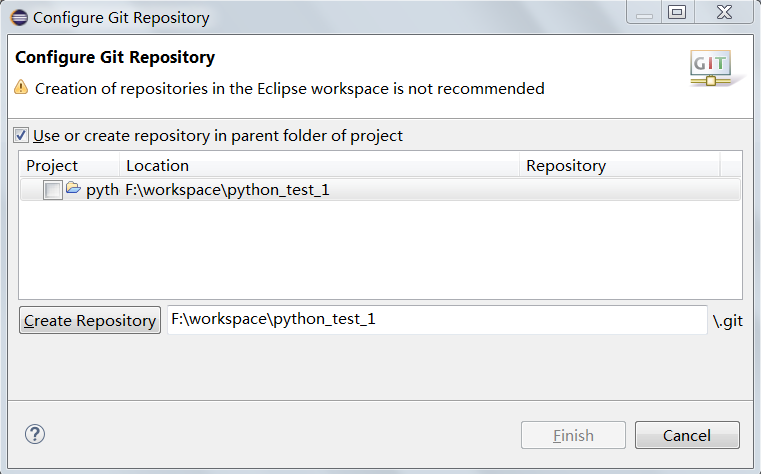 Configure Git Repository
Configure Git Repository
GIT
Creation of repositories in the Eclipse workspace is not recommended
Use or create repository in parent folder of project
Project Location Repository
pyth F:\workspace\python_test_1
Create Repository F:\workspace\python_test_1 \.git
? Finish Cancel